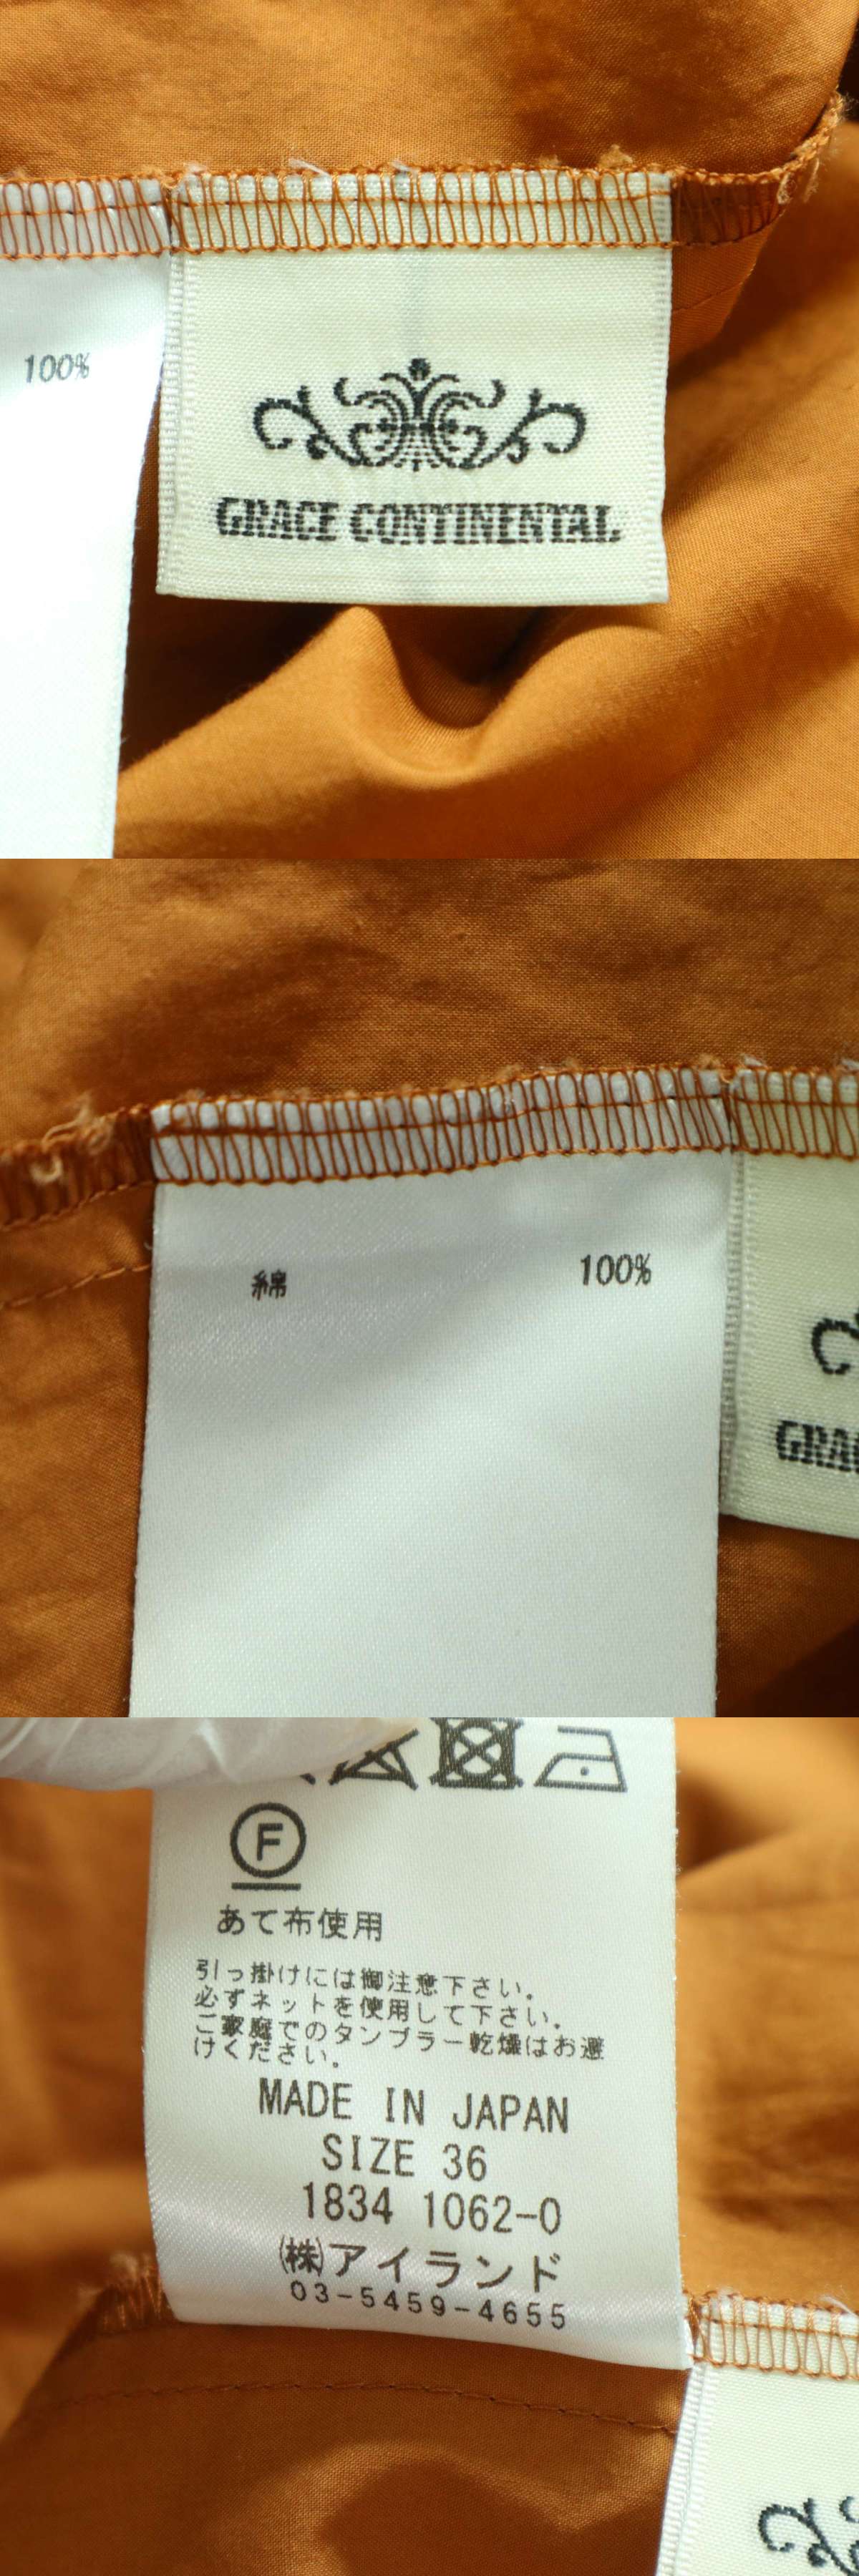 100%
GRACE CONTINENTAL
綿 100%
GRA
F
あて布使用
引っ掛けには御注意下さい。
必ずネットを使用して下さい。
ご家庭でのタンブラー乾燥はお避
けください。
MADE IN JAPAN
SIZE 36
1834 1062-0
㈱アイランド
03-5459-4655